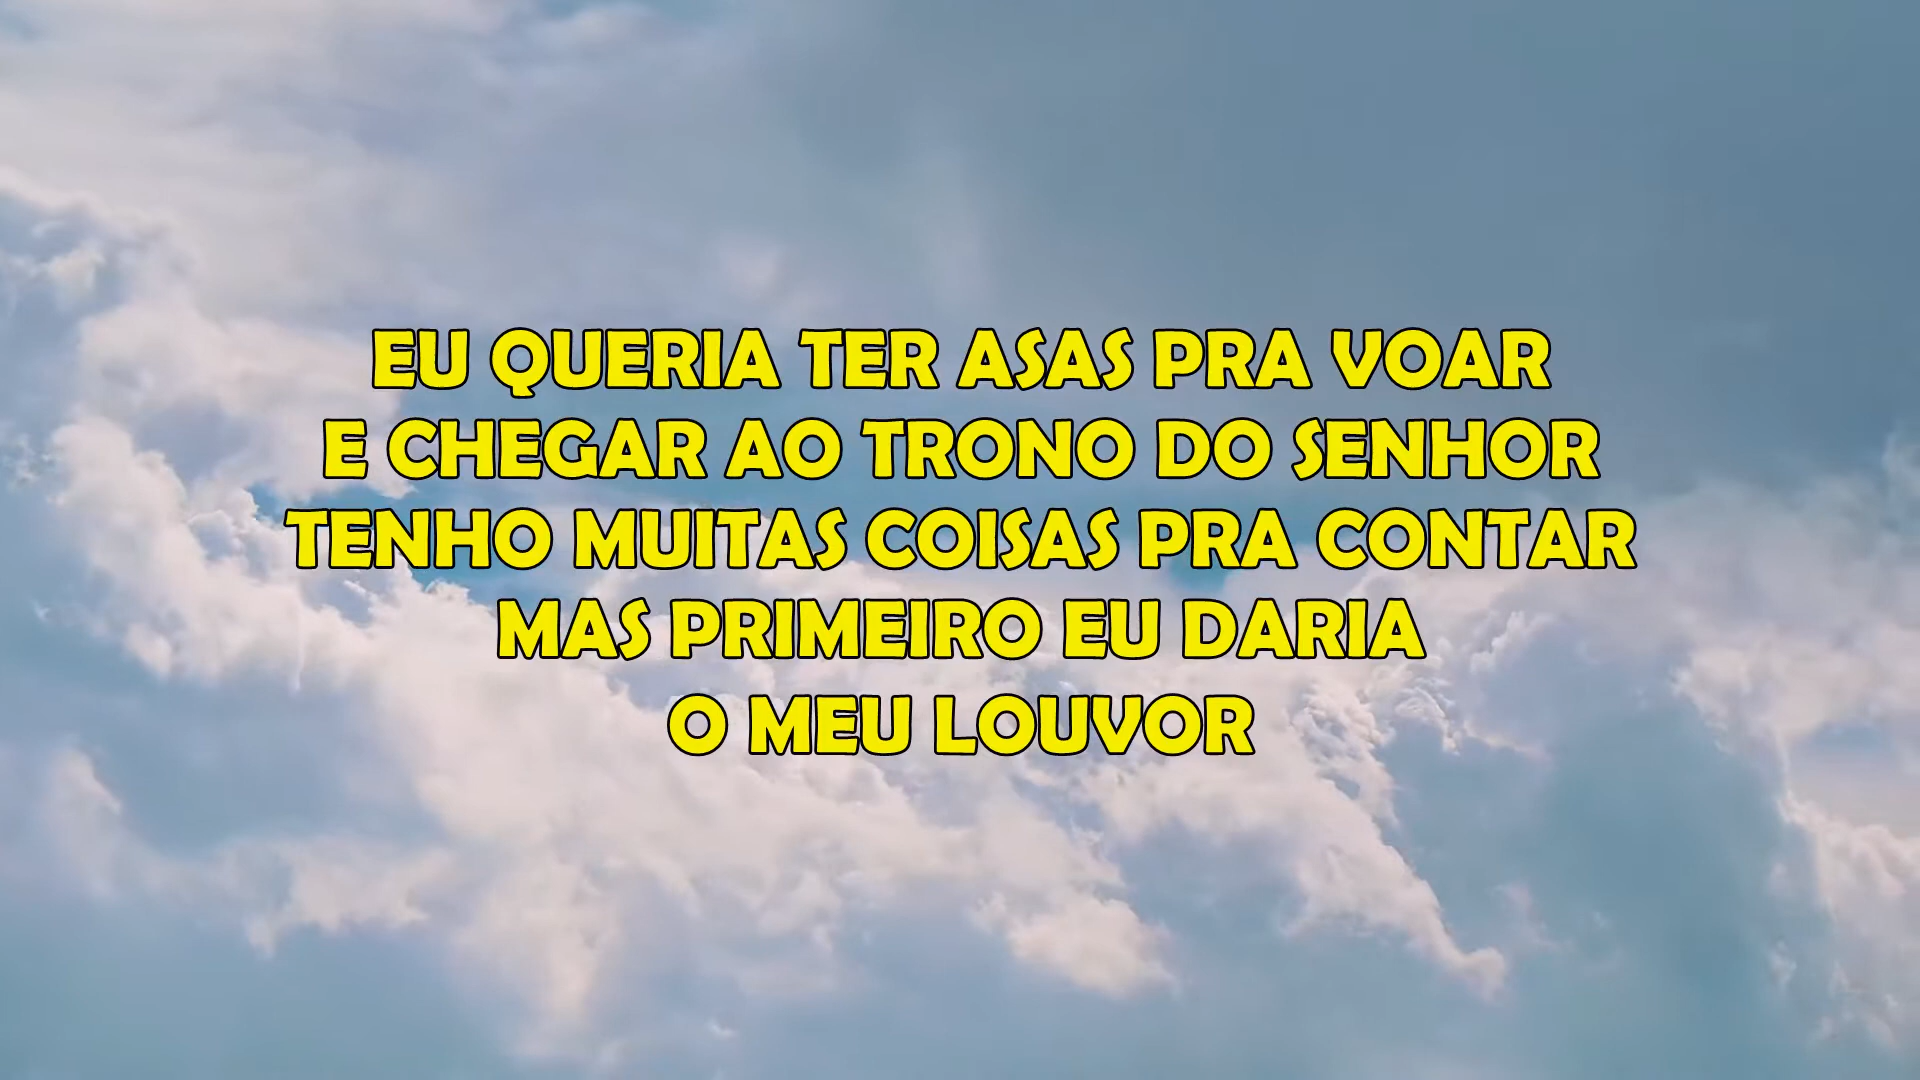 EU QUERIA TER ASAS PRA VOAR
E CHEGAR AO TRONO DO SENHOR
TENHO MUITAS COISAS PRA CONTAR
MAS PRIMEIRO EU DARIA
O MEU LOUVOR